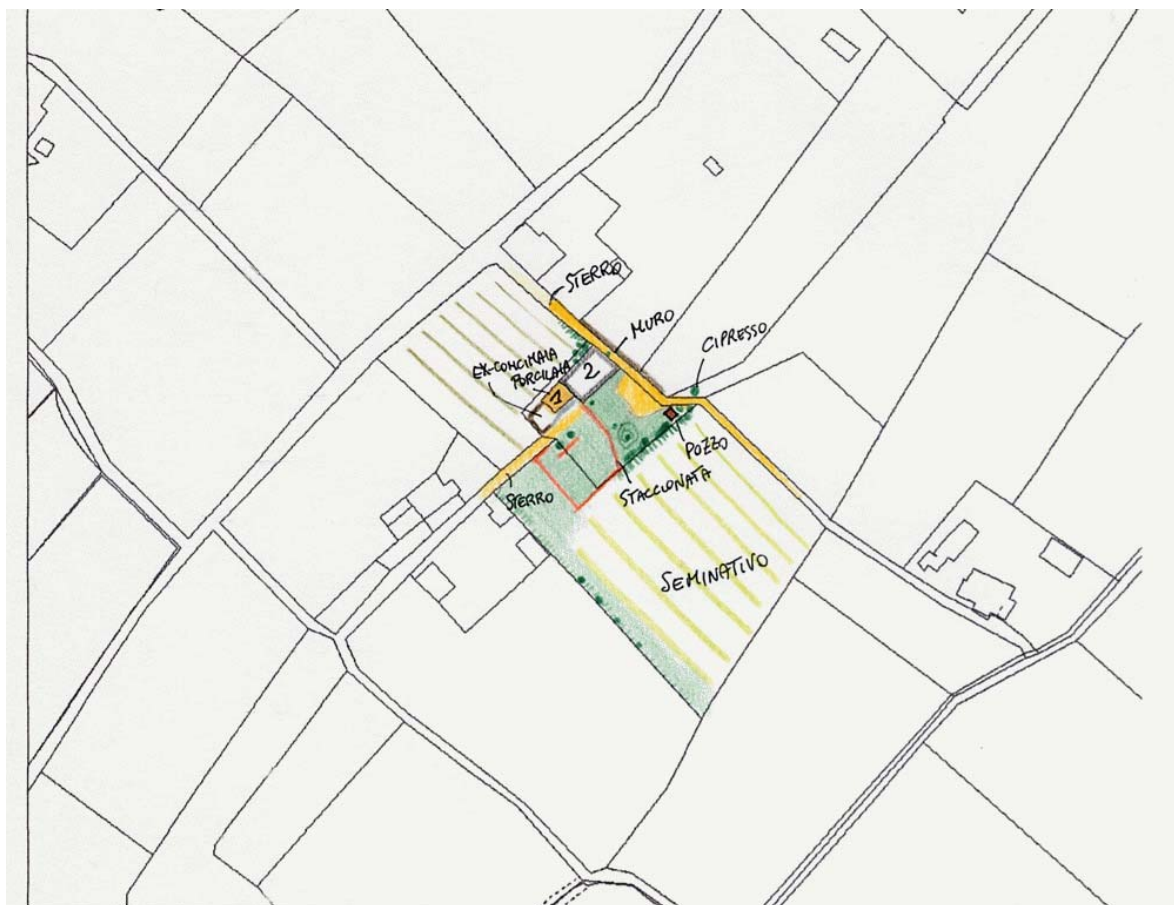 STERRO
MURO
CIPRESSO
EX-CONCIMAIA
PORCILAIA
2
1
POZZO
STACCIONATA
STERRO
SEMINATIVO